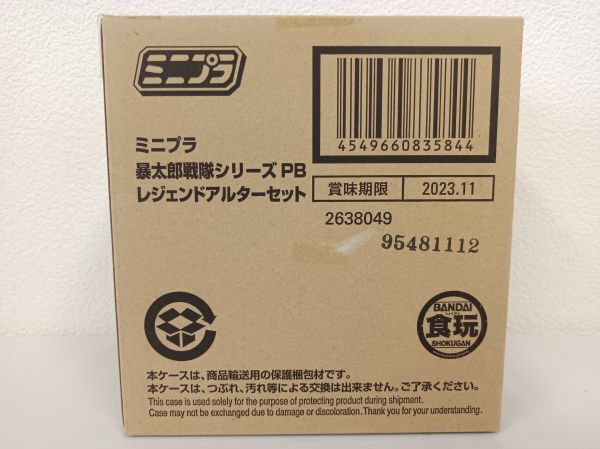 ミニプラ
4549660835844
ミニプラ
暴太郎戦隊シリーズ PB
レジェンドアルターセット
賞味期限 2023.11
2638049
95481112
BANDAI
食玩
SHOKUGAN
本ケースは、商品輸送用の保護梱包材です。
本ケースは、つぶれ、汚れ等による交換は出来ません。ご了承ください。
This case is used solely for the purpose of protecting product during shipment.
Case may not be exchanged due to damage or discoloration. Thank you for your understanding.